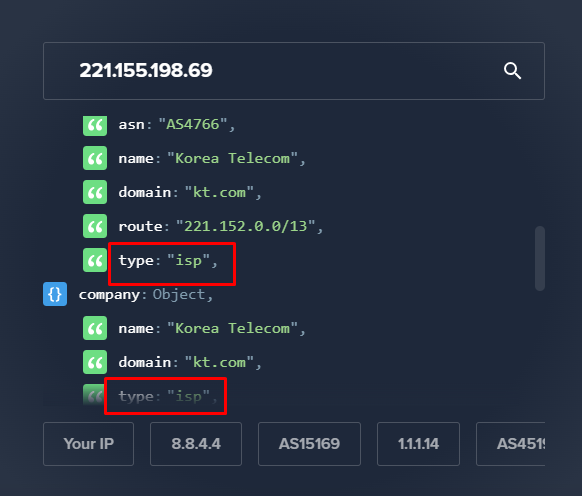 221.155.198.69
asn: "AS4766",
name: "Korea Telecom",
domain: "kt.com",
route: "221.152.0.0/13",
type: "isp",
{} company: Object,
name: "Korea Telecom",
domain: "kt.com",
type: "isp",
Your IP 8.8.4.4 AS15169 1.1.1.14